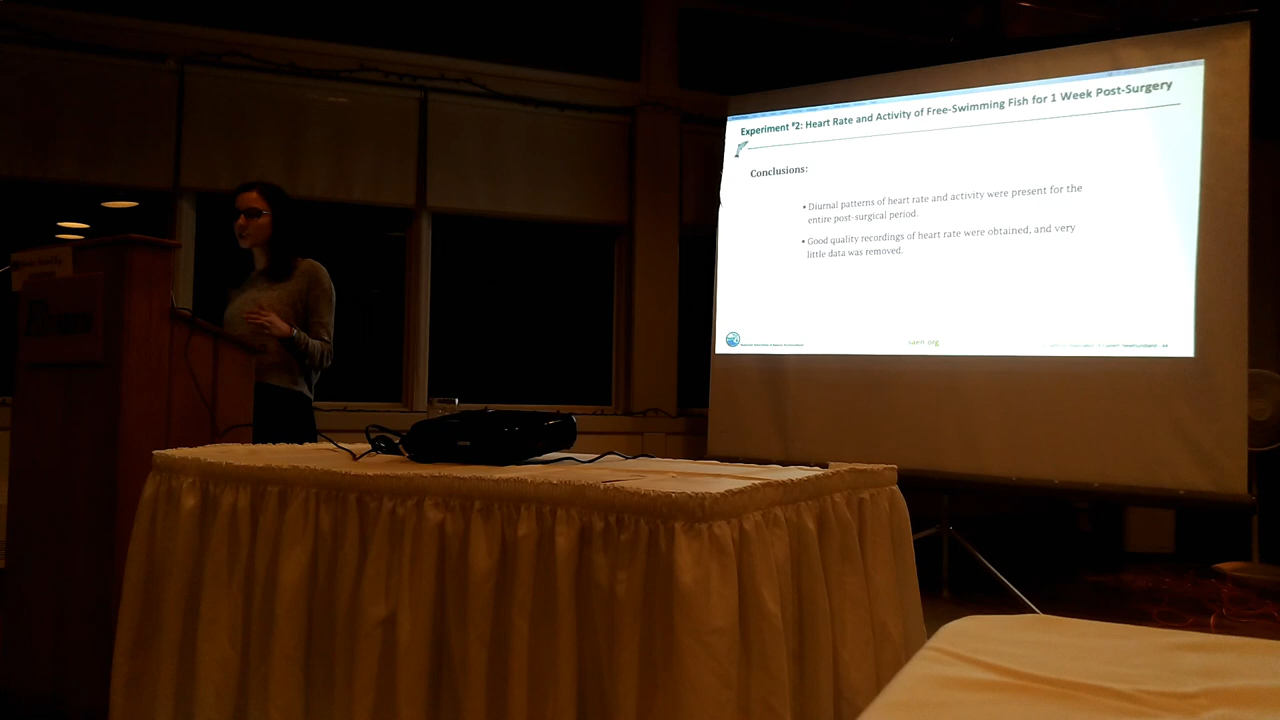 Experiment #2: Heart Rate and Activity of Free-Swimming Fish for 1 Week Post-Surgery
Conclusions:
• Diurnal patterns of heart rate and activity were present for the
entire post-surgical period.
• Good quality recordings of heart rate were obtained, and very
little data was removed.